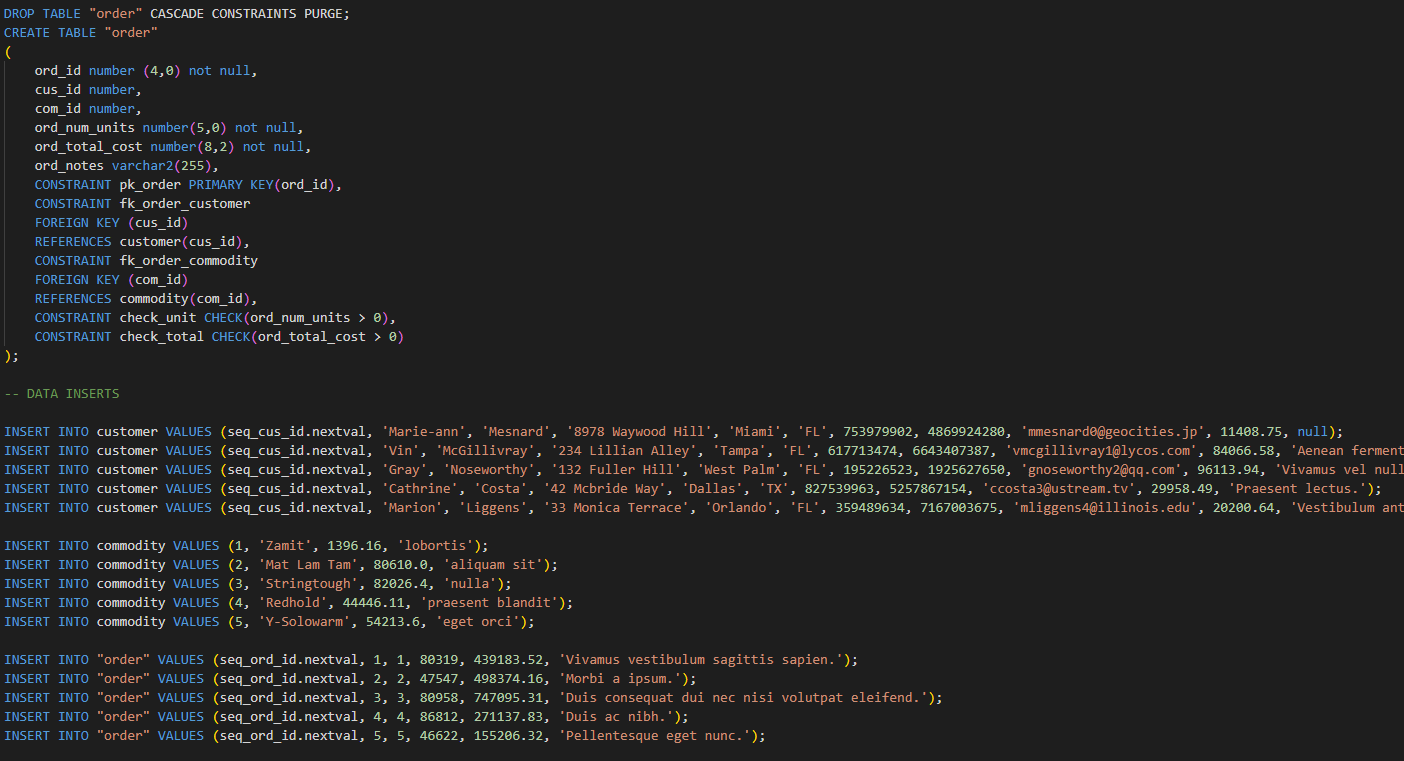 DROP TABLE "order" CASCADE CONSTRAINTS PURGE;
CREATE TABLE "order"
(
ord_id number (4,0) not null,
cus_id number,
com_id number,
ord_num_units number(5,0) not null,
ord_total_cost number(8,2) not null,
ord_notes varchar2(255),
CONSTRAINT pk_order PRIMARY KEY(ord_id),
CONSTRAINT fk_order_customer
FOREIGN KEY (cus_id)
REFERENCES customer(cus_id),
CONSTRAINT fk_order_commodity
FOREIGN KEY (com_id)
REFERENCES commodity(com_id),
CONSTRAINT check_unit CHECK(ord_num_units > 0),
CONSTRAINT check_total CHECK(ord_total_cost > 0)
);
-- DATA INSERTS
INSERT INTO customer VALUES (seq_cus_id.nextval, 'Marie-ann', 'Mesnard', '8978 Waywood Hill', 'Miami', 'FL', 753979902, 4869924280, 'mmesnard0@geocities.jp', 11408.75, null);
INSERT INTO customer VALUES (seq_cus_id.nextval, 'Vin', 'McGillivray', '234 Lillian Alley', 'Tampa', 'FL', 617713474, 6643407387, 'vmcgillivray1@lycos.com', 84066.58, 'Aenean ferment
INSERT INTO customer VALUES (seq_cus_id.nextval, 'Gray', 'Noseworthy', '132 Fuller Hill', 'West Palm', 'FL', 195226523, 1925627650, 'gnoseworthy2@qq.com', 96113.94, 'Vivamus vel null
INSERT INTO customer VALUES (seq_cus_id.nextval, 'Cathrine', 'Costa', '42 Mcbride Way', 'Dallas', 'TX', 827539963, 5257867154, 'ccosta3@ustream.tv', 29958.49, 'Praesent lectus.');
INSERT INTO customer VALUES (seq_cus_id.nextval, 'Marion', 'Liggens', '33 Monica Terrace', 'Orlando', 'FL', 359489634, 7167003675, 'mliggens4@illinois.edu', 20200.64, 'Vestibulum ant
INSERT INTO commodity VALUES (1, 'Zamit', 1396.16, 'lobortis');
INSERT INTO commodity VALUES (2, 'Mat Lam Tam', 80610.0, 'aliquam sit');
INSERT INTO commodity VALUES (3, 'Stringtough', 82026.4, 'nulla');
INSERT INTO commodity VALUES (4, 'Redhold', 44446.11, 'praesent blandit');
INSERT INTO commodity VALUES (5, 'Y-Solowarm', 54213.6, 'eget orci');
INSERT INTO "order" VALUES (seq_ord_id.nextval, 1, 1, 80319, 439183.52, 'Vivamus vestibulum sagittis sapien.');
INSERT INTO "order" VALUES (seq_ord_id.nextval, 2, 2, 47547, 498374.16, 'Morbi a ipsum.');
INSERT INTO "order" VALUES (seq_ord_id.nextval, 3, 3, 80958, 747095.31, 'Duis consequat dui nec nisi volutpat eleifend.');
INSERT INTO "order" VALUES (seq_ord_id.nextval, 4, 4, 86812, 271137.83, 'Duis ac nibh.');
INSERT INTO "order" VALUES (seq_ord_id.nextval, 5, 5, 46622, 155206.32, 'Pellentesque eget nunc.');